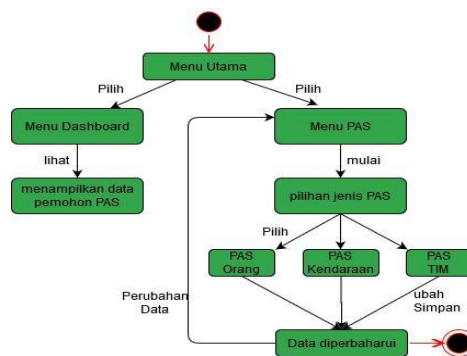 Menu Utama
Pilih
Pilih
Menu Dashboard
Menu PAS
lihat
mulai
menampilkan data
pemohon PAS
pilihan jenis PAS
Pilih
PAS
Orang
PAS
Kendaraan
PAS
TIM
Perubahan
Data
ubah
Simpan
Data diperbaharui